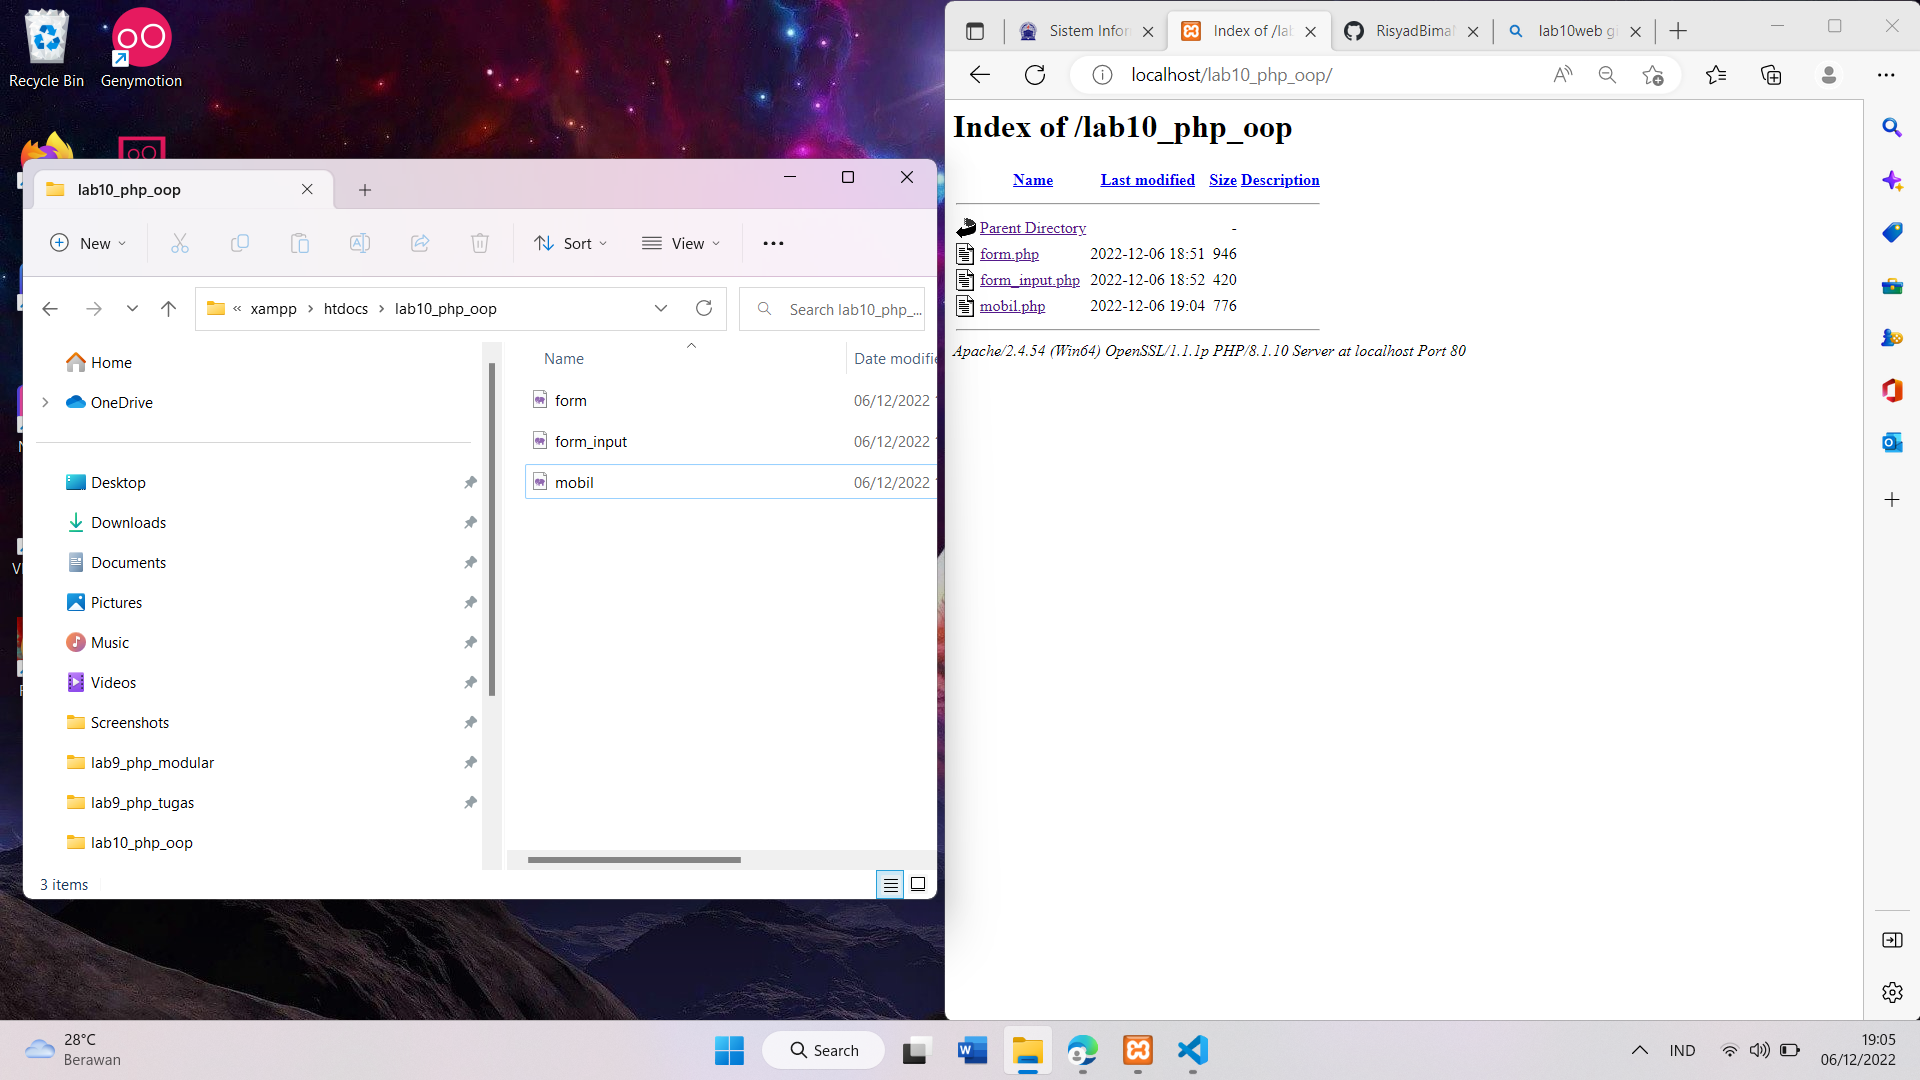 Recycle Bin
Genymotion
lab10_php_oop
New
Sort
View
xampp
htdocs
lab10_php_oop
Search lab10_php_...
Home
OneDrive
Desktop
Downloads
Documents
Pictures
Music
Videos
Screenshots
lab9_php_modular
lab9_php_tugas
lab10_php_oop
Name
Date modifie
form
06/12/2022
form_input
06/12/2022
mobil
06/12/2022
3 items
Sistem Infor
Index of /lab
RisyadBima
lab10web gi
localhost/lab10_php_oop/
Index of /lab10_php_oop
Name Last modified Size Description
Parent Directory -
form.php 2022-12-06 18:51 946
form_input.php 2022-12-06 18:52 420
mobil.php 2022-12-06 19:04 776
Apache/2.4.54 (Win64) OpenSSL/1.1.1p PHP/8.1.10 Server at localhost Port 80
28°C
Berawan
Search
IND
19:05
06/12/2022